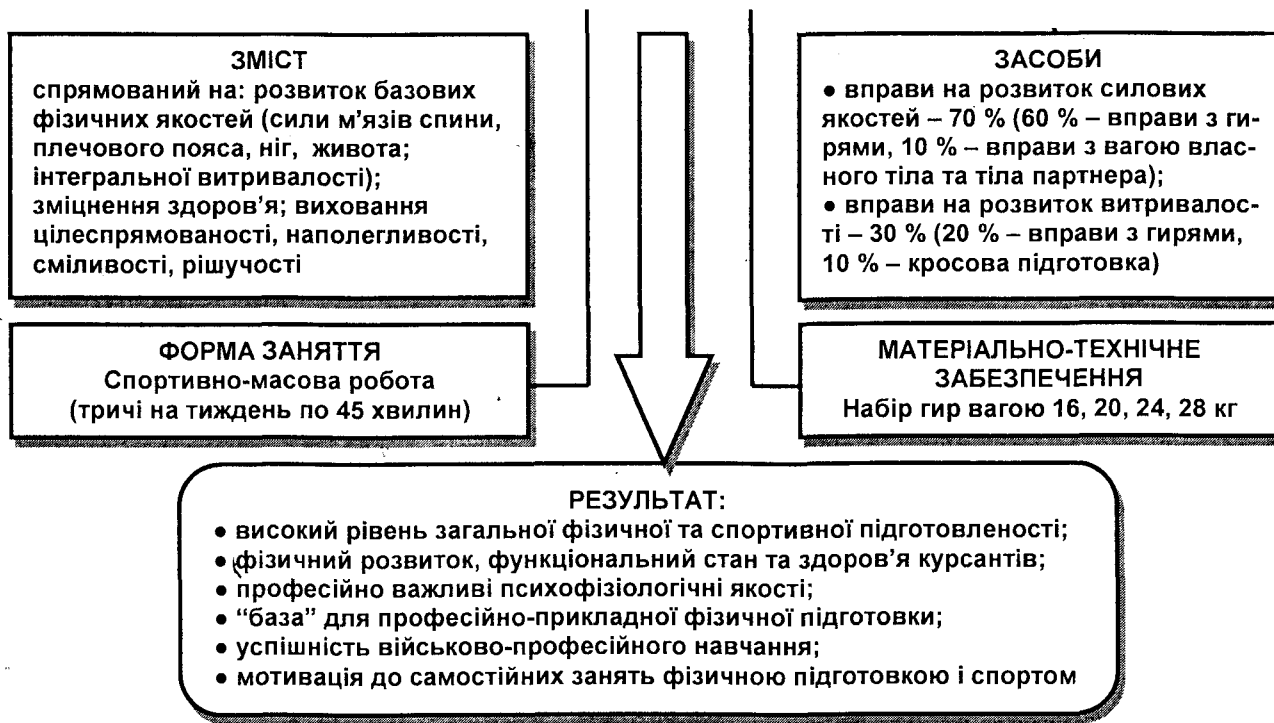 ЗМІСТ
спрямований на: розвиток базових
фізичних якостей (сили м'язів спини,
плечового пояса, ніг, живота;
інтегральної витривалості);
зміцнення здоров'я; виховання
цілеспрямованості, наполегливості,
сміливості, рішучості
ФОРМА ЗАНЯТТЯ
Спортивно-масова робота
(тричі на тиждень по 45 хвилин)
ЗАСОБИ
● вправи на розвиток силових
якостей – 70 % (60 % – вправи з ги-
рями, 10 % – вправи з вагою влас-
ного тіла та тіла партнера);
● вправи на розвиток витривалос-
ті – 30 % (20 % – вправи з гирями,
10 % – кросова підготовка)
МАТЕРІАЛЬНО-ТЕХНІЧНЕ
ЗАБЕЗПЕЧЕННЯ
Набір гир вагою 16, 20, 24, 28 кг
РЕЗУЛЬТАТ:
● високий рівень загальної фізичної та спортивної підготовленості;
● фізичний розвиток, функціональний стан та здоров'я курсантів;
● професійно важливі психофізіологічні якості;
● “база” для професійно-прикладної фізичної підготовки;
● успішність військово-професійного навчання;
● мотивація до самостійних занять фізичною підготовкою і спортом